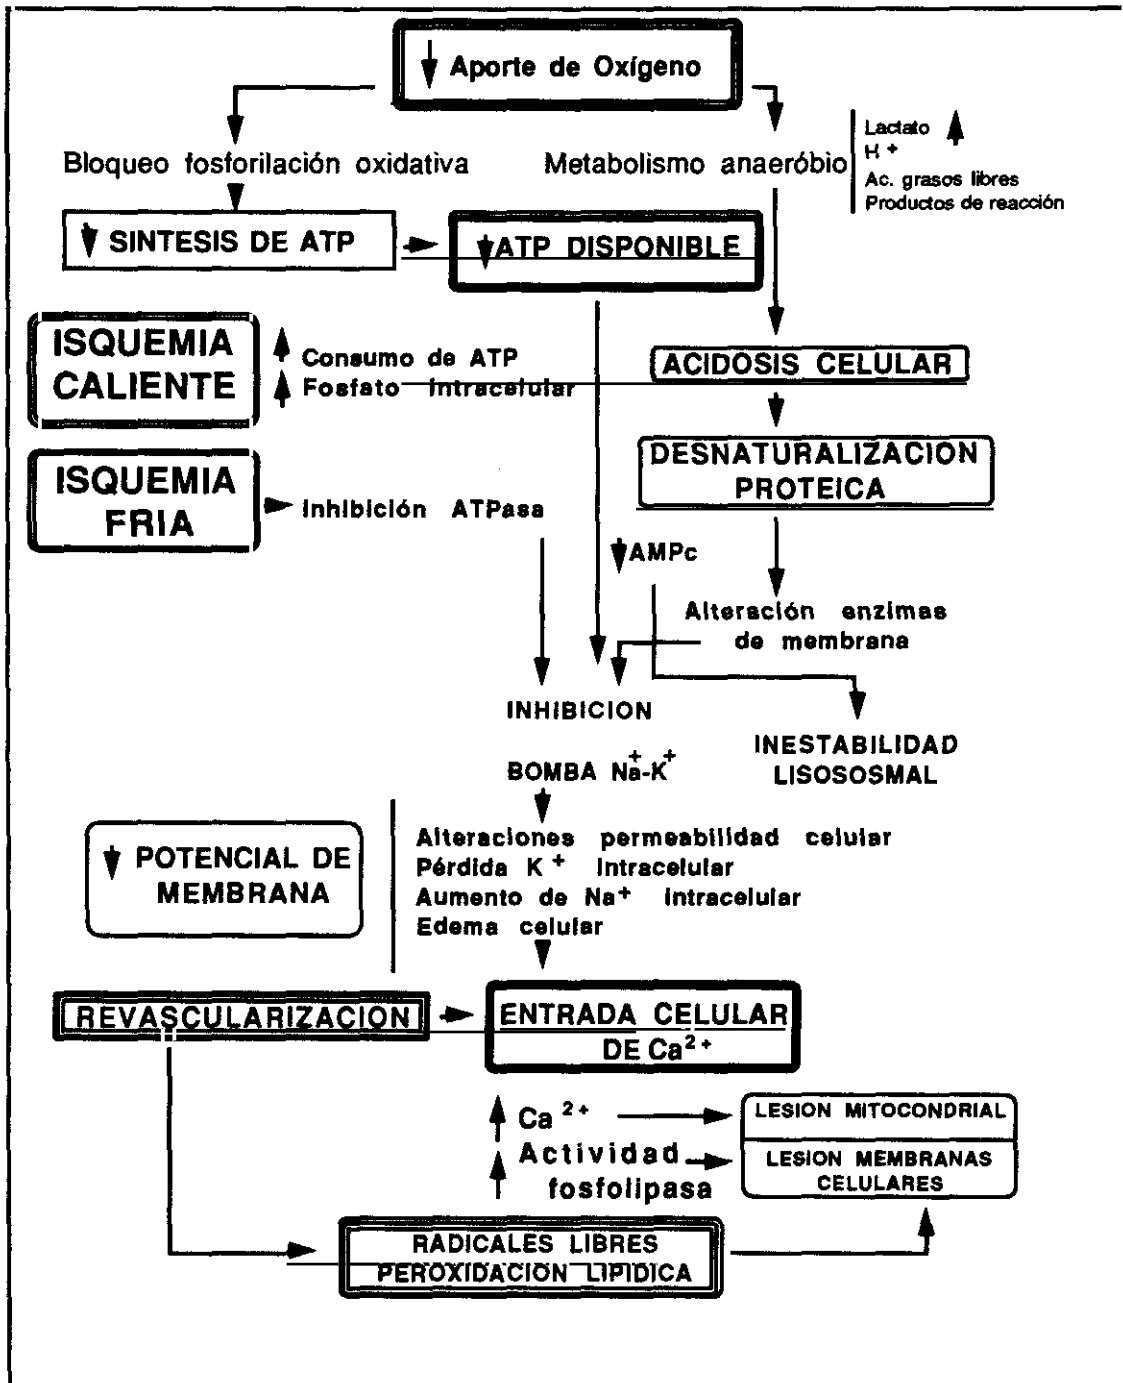 Aporte de Oxígeno
Lactato
H +
Ac. grasos libres
Productos de reacción
Bloqueo fosforilación oxidativa
Metabolismo anaeróbio
SINTESIS DE ATP
ATP DISPONIBLE
ISQUEMIA
CALIENTE
Consumo de ATP
Fosfato intracelular
ACIDOSIS CELULAR
DESNATURALIZACION
PROTEICA
ISQUEMIA
FRIA
Inhibición ATPasa
AMPc
Alteración enzimas
de membrana
INHIBICION
BOMBA Na+-K+
INESTABILIDAD
LISOSOSMAL
POTENCIAL DE
MEMBRANA
Alteraciones permeabilidad celular
Pérdida K + intracelular
Aumento de Na+ intracelular
Edema celular
REVASCULARIZACION
ENTRADA CELULAR
DE Ca2+
Ca 2+
Actividad
fosfolipasa
LESION MITOCONDRIAL
LESION MEMBRANAS
CELULARES
RADICALES LIBRES
PEROXIDACION LIPIDICA